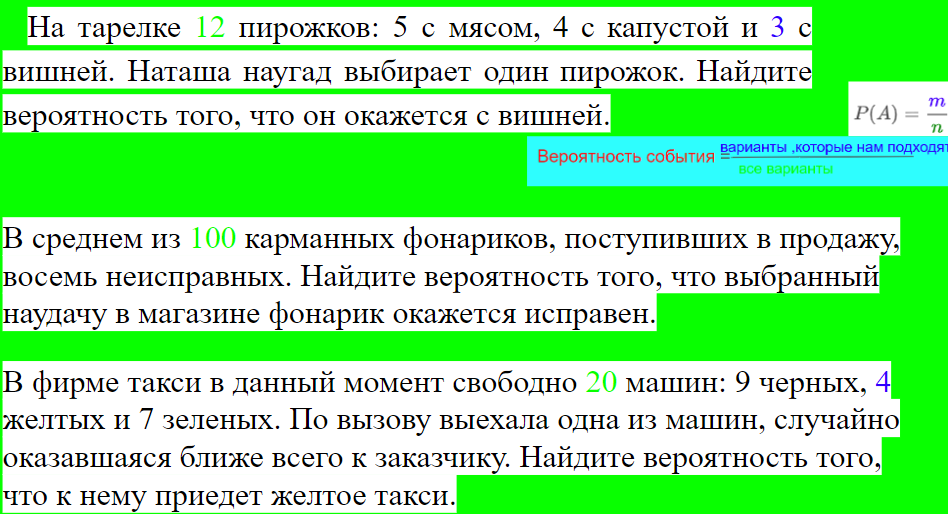 На тарелке 12 пирожков: 5 с мясом, 4 с капустой и 3 с
вишней. Наташа наугад выбирает один пирожок. Найдите
вероятность того, что он окажется с вишней.
P(A) = m/n
Вероятность события = варианты ,которые нам подходят
все варианты
В среднем из 100 карманных фонариков, поступивших в продажу,
восемь неисправных. Найдите вероятность того, что выбранный
наудачу в магазине фонарик окажется исправен.
В фирме такси в данный момент свободно 20 машин: 9 черных, 4
желтых и 7 зеленых. По вызову выехала одна из машин, случайно
оказавшаяся ближе всего к заказчику. Найдите вероятность того,
что к нему приедет желтое такси.